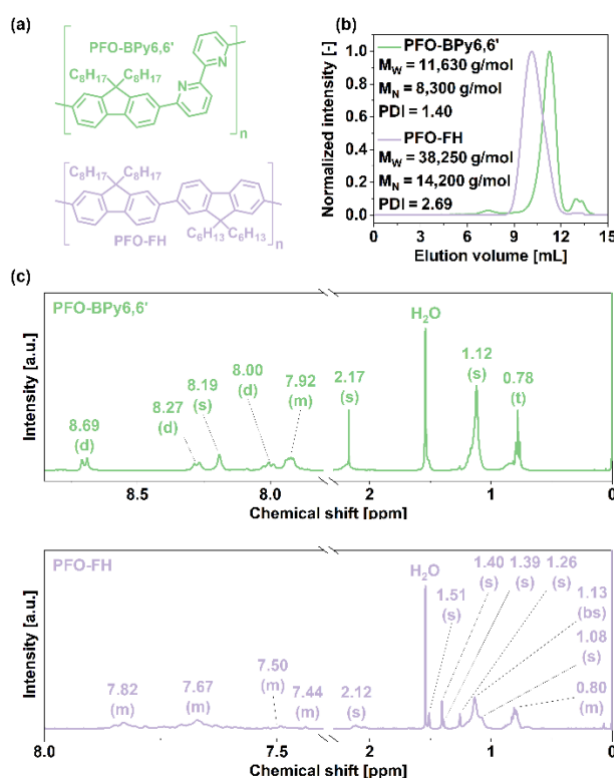 (a)
PFO-BPy6,6'
C₈H₁₇ C₈H₁₇
N
N
n
C₈H₁₇ C₈H₁₇
C₆H₁₃ C₆H₁₃
n
PFO-FH
(b)
Normalized intensity [-]
1.0
0.8
0.6
0.4
0.2
0.0
PFO-BPy6,6'
M_W = 11,630 g/mol
M_N = 8,300 g/mol
PDI = 1.40
PFO-FH
M_W = 38,250 g/mol
M_N = 14,200 g/mol
PDI = 2.69
0 3 6 9 12 15
Elution volume [mL]
(c)
PFO-BPy6,6'
Intensity [a.u.]
8.69 (d)
8.27 (d)
8.19 (s)
8.00 (d)
7.92 (m)
2.17 (s)
H₂O
1.12 (s)
0.78 (t)
8.5 8.0 2 1 0
Chemical shift [ppm]
PFO-FH
Intensity [a.u.]
7.82 (m)
7.67 (m)
7.50 (m)
7.44 (m)
2.12 (s)
H₂O
1.51 (s)
1.40 (s)
1.39 (s)
1.26 (s)
1.13 (bs)
1.08 (s)
0.80 (m)
8.0 7.5 2 1 0
Chemical shift [ppm]